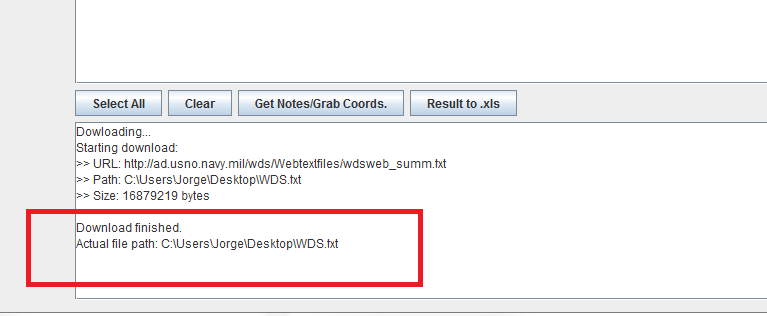 Select All Clear Get Notes/Grab Coords. Result to .xls
Dowloading...
Starting download:
>> URL: http://ad.usno.navy.mil/wds/Webtextfiles/wdsweb_summ.txt
>> Path: C:\Users\Jorge\Desktop\WDS.txt
>> Size: 16879219 bytes
Download finished.
Actual file path: C:\Users\Jorge\Desktop\WDS.txt